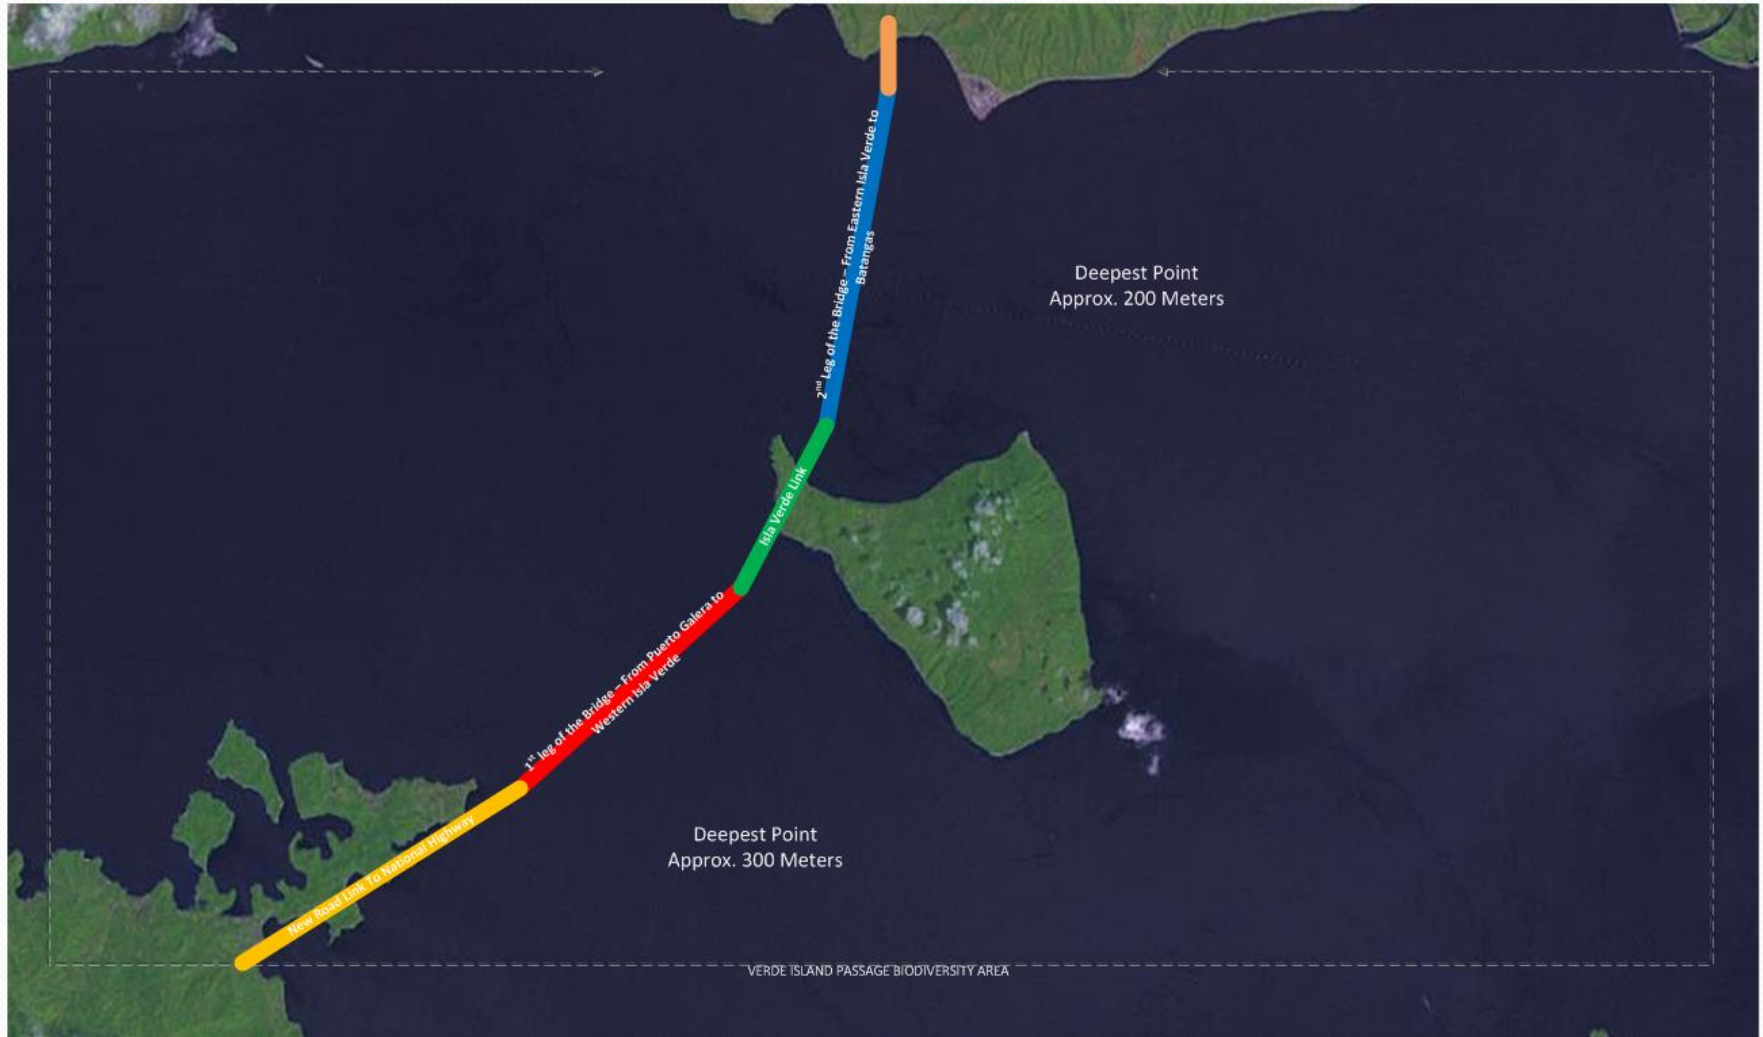 2nd Leg of the Bridge – From Eastern Isla Verde to
Batangas
Deepest Point
Approx. 200 Meters
Isla Verde Link
1st leg of the Bridge – From Puerto Galera to
Western Isla Verde
Deepest Point
Approx. 300 Meters
New Road Link To National Highway
VERDE ISLAND PASSAGE BIODIVERSITY AREA